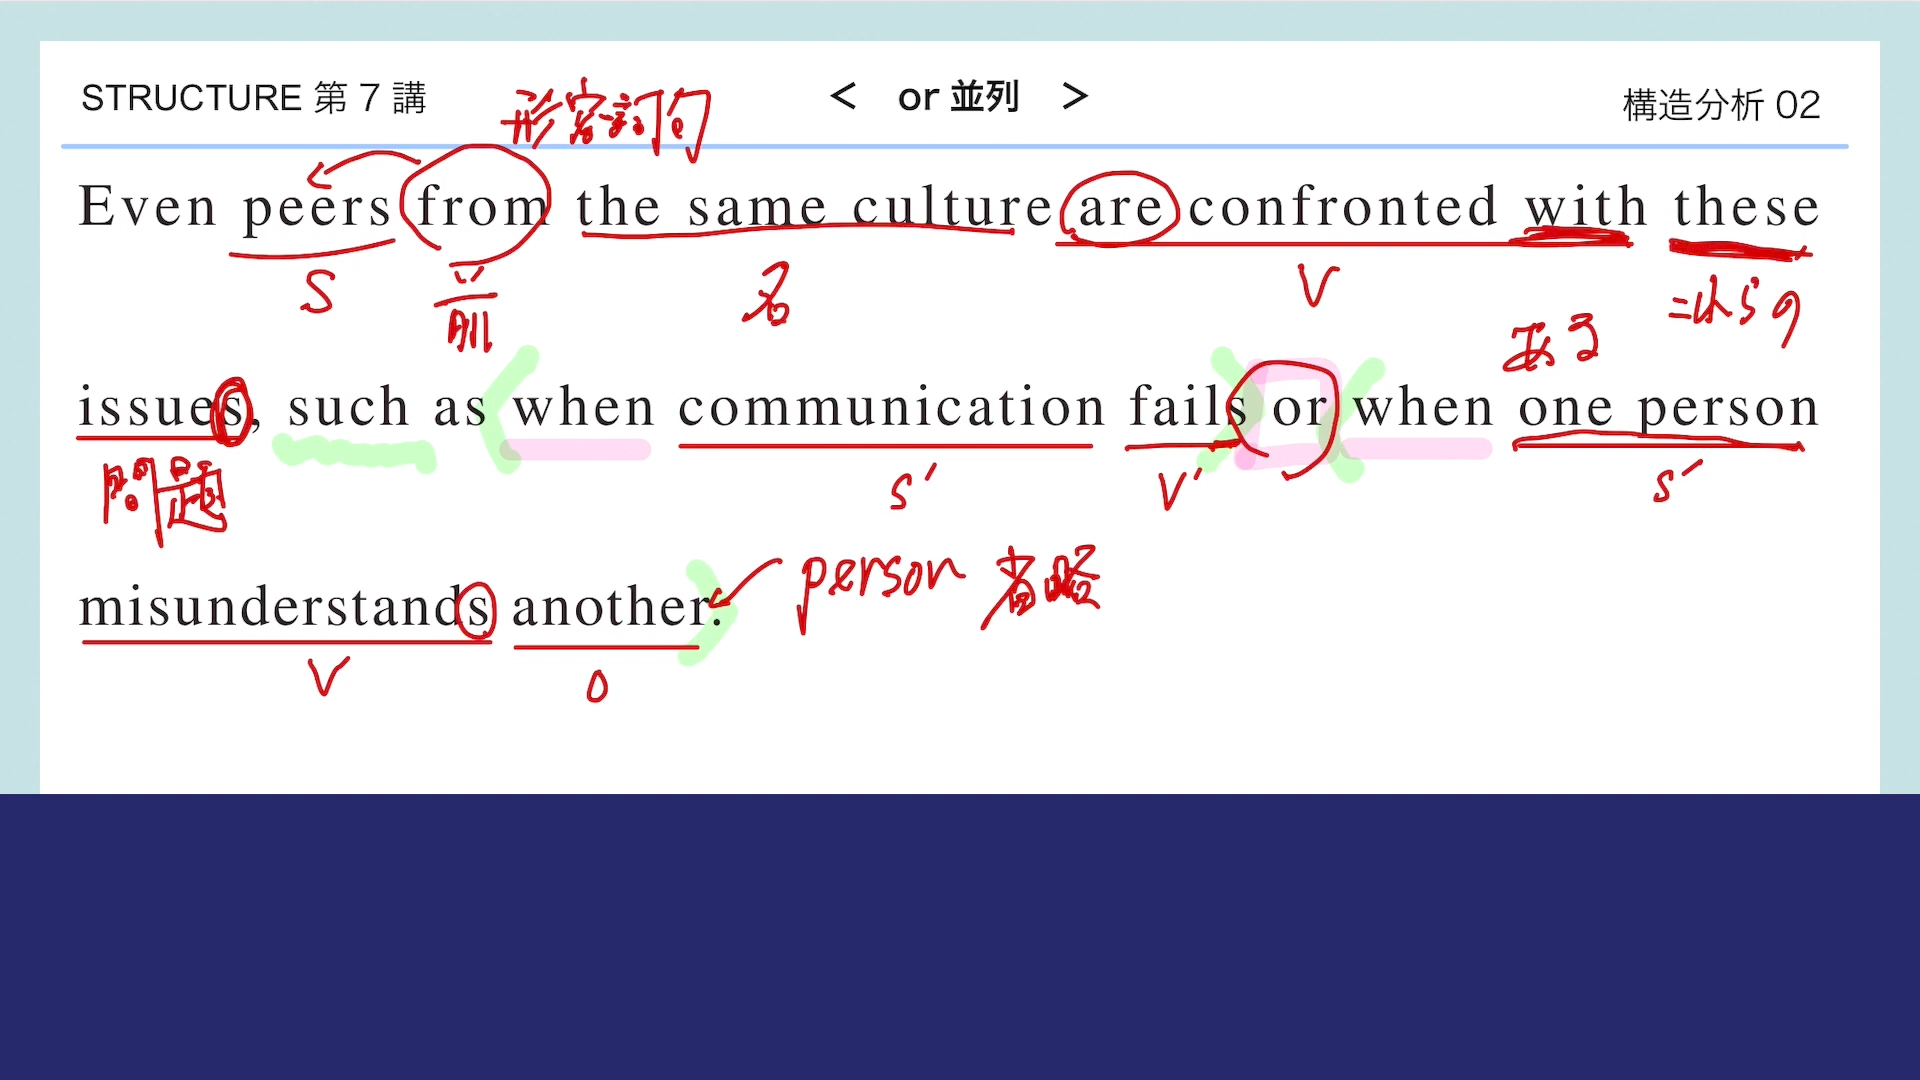 STRUCTURE 第 7 講
形容詞句
< or 並列 >
構造分析 02
Even peers from the same culture are confronted with these
S
前
名
V
これらの
ある
issues, such as when communication fails or when one person
問題
S′
V′
S′
misunderstands another.
person 省略
V
O